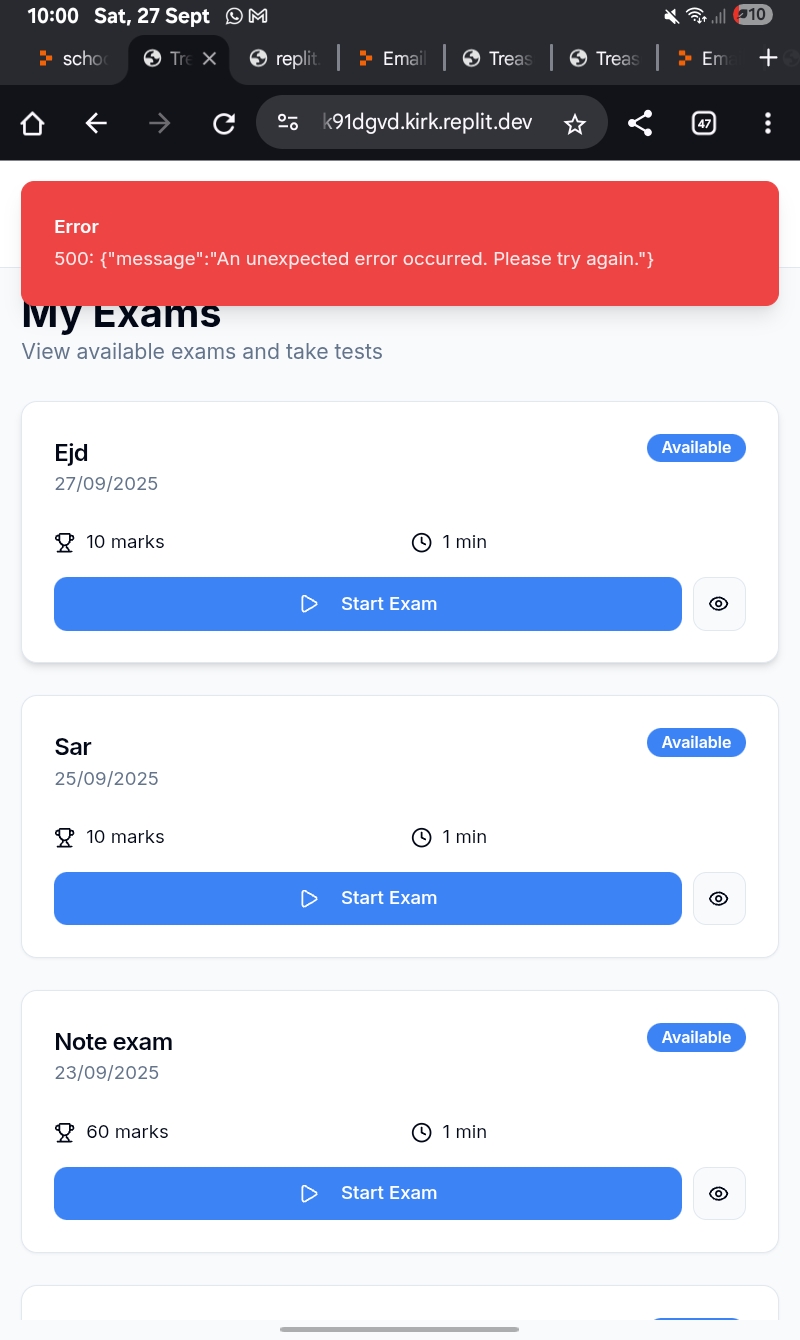 10:00 Sat, 27 Sept 10
schoo Tre replit. Email Treas Treas Ema
k91dgvd.kirk.replit.dev 47
Error
500: {"message":"An unexpected error occurred. Please try again."}
My Exams
View available exams and take tests
Ejd Available
27/09/2025
10 marks 1 min
Start Exam
Sar Available
25/09/2025
10 marks 1 min
Start Exam
Note exam Available
23/09/2025
60 marks 1 min
Start Exam